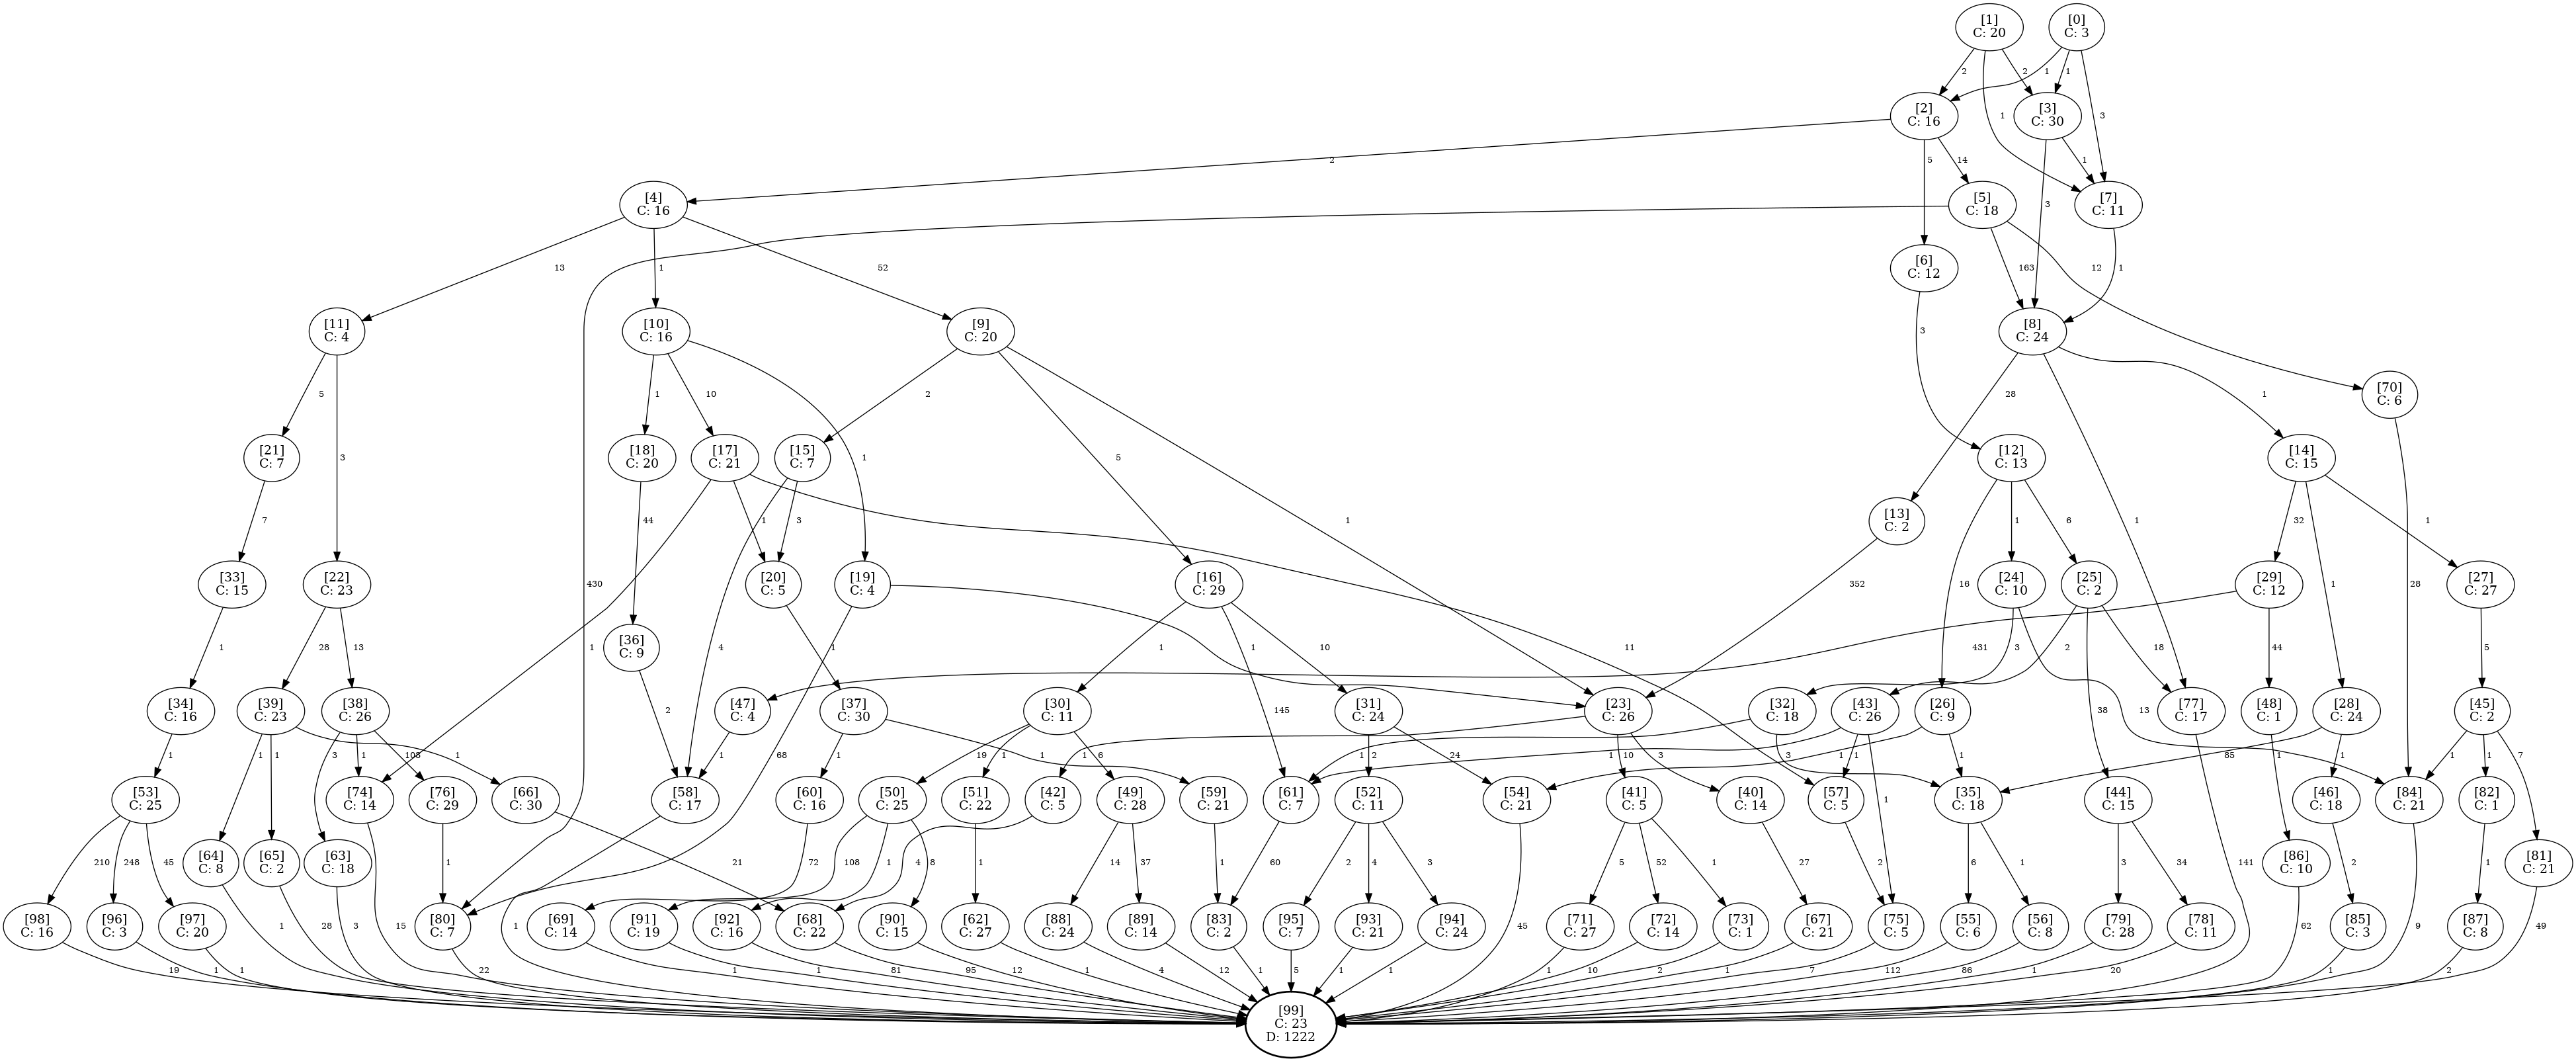 [1]
C: 20
[0]
C: 3
2
2
1
1
1
3
[2]
C: 16
[3]
C: 30
2
5
14
3
1
[4]
C: 16
[5]
C: 18
[7]
C: 11
13
1
52
163
12
1
[6]
C: 12
[11]
C: 4
[10]
C: 16
[9]
C: 20
3
[8]
C: 24
5
3
1
10
1
2
5
1
28
1
1
[70]
C: 6
[21]
C: 7
[18]
C: 20
[17]
C: 21
[15]
C: 7
[12]
C: 13
[14]
C: 15
7
44
1
3
[13]
C: 2
16
1
6
32
1
1
[33]
C: 15
[22]
C: 23
430
[20]
C: 5
[19]
C: 4
[16]
C: 29
352
[24]
C: 10
[25]
C: 2
[29]
C: 12
28
[27]
C: 27
1
28
13
1
[36]
C: 9
4
1
1
1
10
11
431
3
2
18
44
5
[34]
C: 16
[39]
C: 23
[38]
C: 26
2
[47]
C: 4
[37]
C: 30
[30]
C: 11
145
[31]
C: 24
[23]
C: 26
[32]
C: 18
[43]
C: 26
[26]
C: 9
38
[77]
C: 17
13
[48]
C: 1
[28]
C: 24
[45]
C: 2
1
1
1
1
3
1
108
1
68
1
1
19
1
6
2
24
1
10
3
1
1
3
1
1
85
1
1
1
1
7
[53]
C: 25
[74]
C: 14
[76]
C: 29
[66]
C: 30
[58]
C: 17
[60]
C: 16
[50]
C: 25
[51]
C: 22
[42]
C: 5
[49]
C: 28
[59]
C: 21
[61]
C: 7
[52]
C: 11
[54]
C: 21
[41]
C: 5
[40]
C: 14
[57]
C: 5
[35]
C: 18
[44]
C: 15
[46]
C: 18
[84]
C: 21
[82]
C: 1
210
248
45
[64]
C: 8
[65]
C: 2
[63]
C: 18
1
21
72
108
1
8
4
1
14
37
1
60
2
4
3
5
52
1
27
2
6
1
3
34
141
[86]
C: 10
2
1
[81]
C: 21
[98]
C: 16
[96]
C: 3
[97]
C: 20
1
28
3
15
[80]
C: 7
1
[69]
C: 14
[91]
C: 19
[92]
C: 16
[68]
C: 22
[90]
C: 15
[62]
C: 27
[88]
C: 24
[89]
C: 14
[83]
C: 2
[95]
C: 7
[93]
C: 21
[94]
C: 24
45
[71]
C: 27
[72]
C: 14
[73]
C: 1
[67]
C: 21
[75]
C: 5
[55]
C: 6
[56]
C: 8
[79]
C: 28
[78]
C: 11
62
[85]
C: 3
9
[87]
C: 8
49
19
1
1
22
1
1
81
95
12
1
4
12
1
5
1
1
1
10
2
1
7
112
86
1
20
1
2
[99]
C: 23
D: 1222